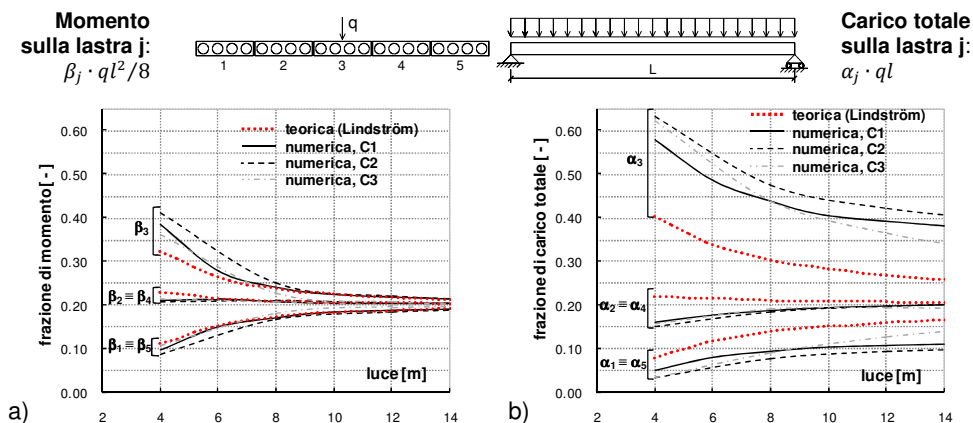 Momento
sulla lastra j:
βj · ql²/8
q
1 2 3 4 5
L
Carico totale
sulla lastra j:
αj · ql
frazione di momento [ - ]
0.60
0.50
0.40
0.30
0.20
0.10
0.00
teorica (Lindström)
numerica, C1
numerica, C2
numerica, C3
β3
β2 ≡ β4
β1 ≡ β5
luce [m]
2 4 6 8 10 12 14
a)
frazione di carico totale [ - ]
0.60
0.50
0.40
0.30
0.20
0.10
0.00
teorica (Lindström)
numerica, C1
numerica, C2
numerica, C3
α3
α2 ≡ α4
α1 ≡ α5
luce [m]
2 4 6 8 10 12 14
b)